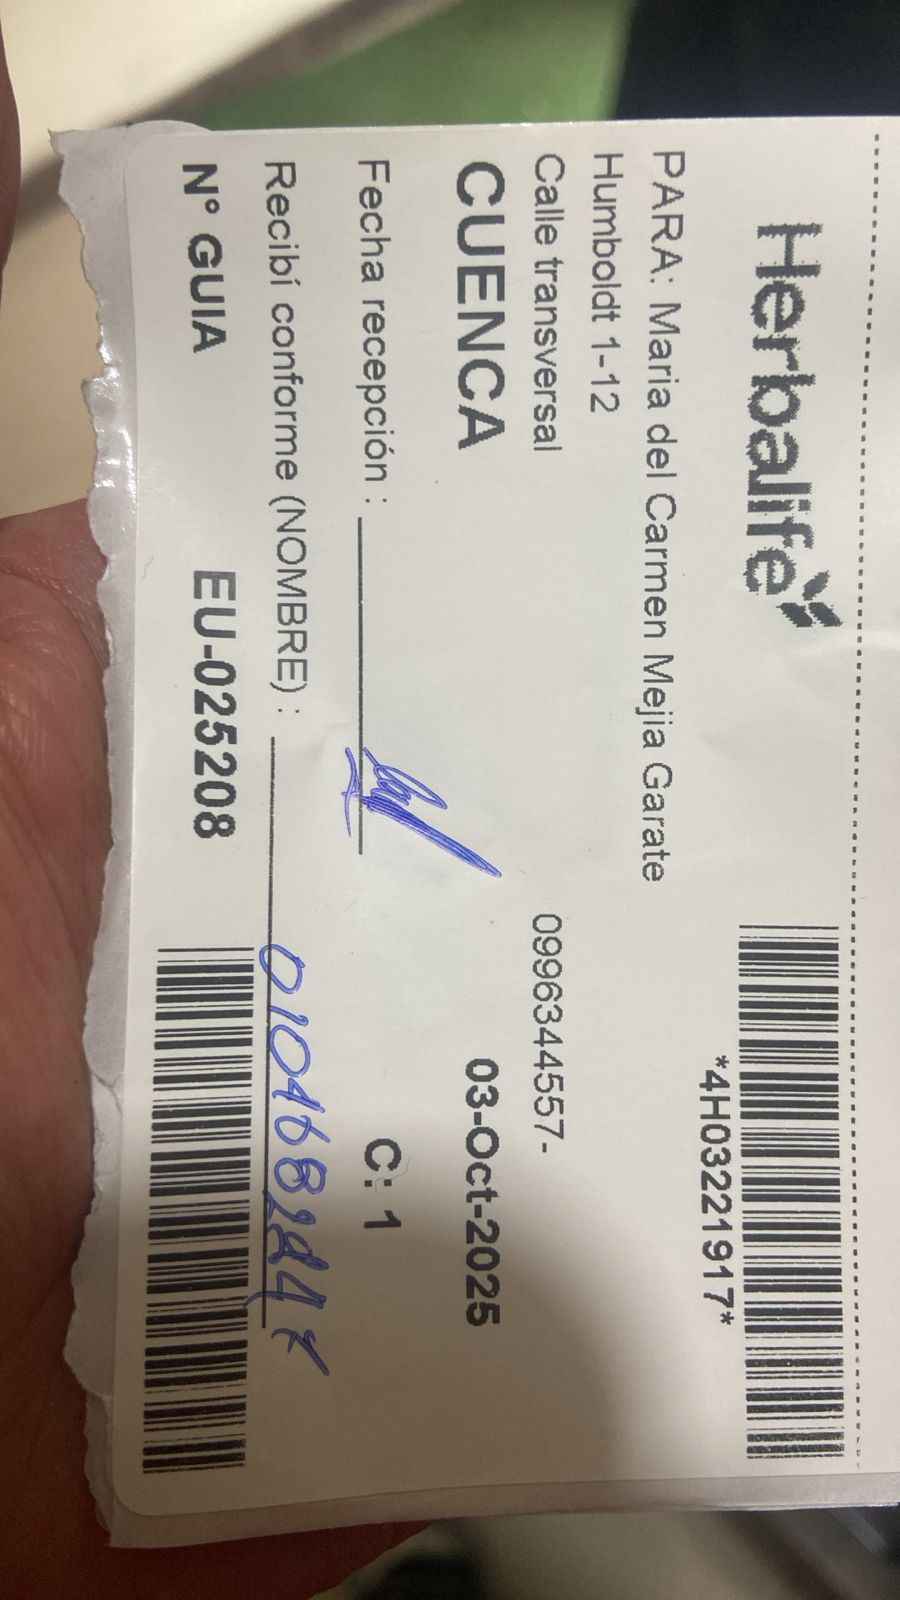 Herbalife
*4H03221917*
PARA: Maria del Carmen Mejia Garate
Humboldt 1-12
Calle transversal 0996344557-
CUENCA 03-Oct-2025
Fecha recepción : C: 1
Recibí conforme (NOMBRE) :
N° GUIA EU-025208